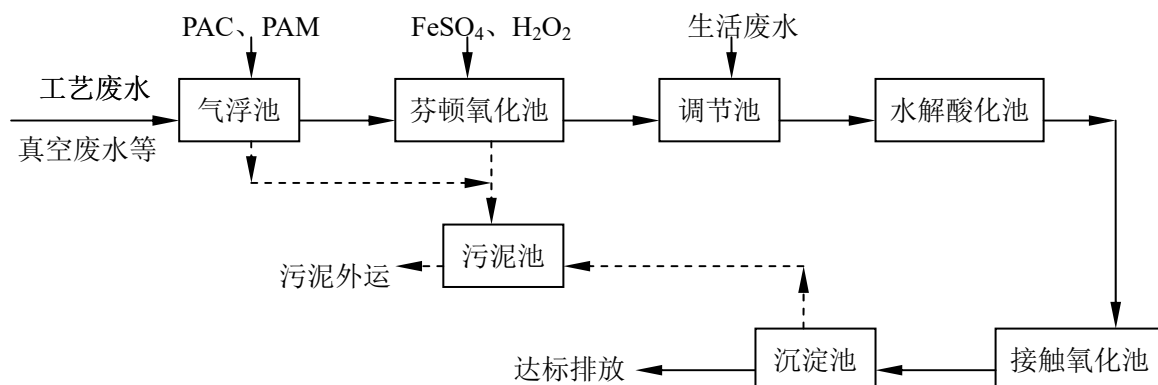 PAC、PAM
FeSO₄、H₂O₂
生活废水
工艺废水
真空废水等
气浮池
芬顿氧化池
调节池
水解酸化池
污泥池
污泥外运
达标排放
沉淀池
接触氧化池